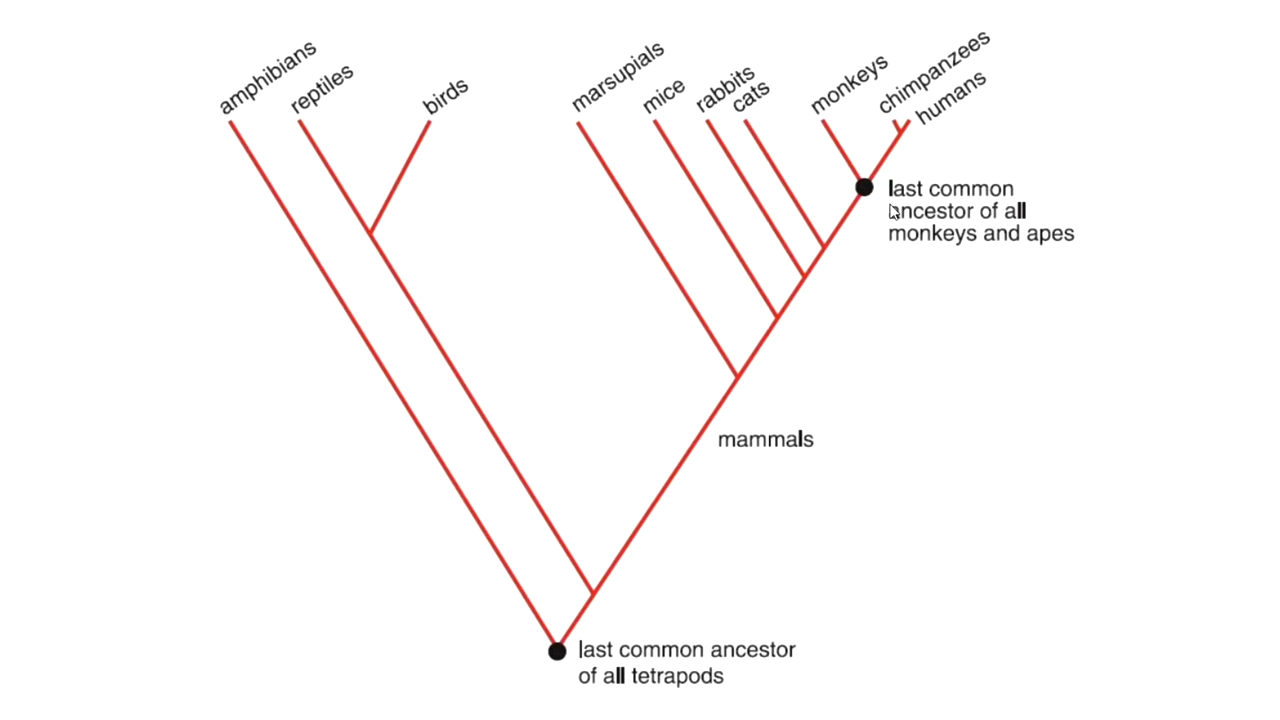 amphibians
reptiles
birds
marsupials
mice
rabbits
cats
monkeys
chimpanzees
humans
last common
ancestor of all
monkeys and apes
mammals
last common ancestor
of all tetrapods